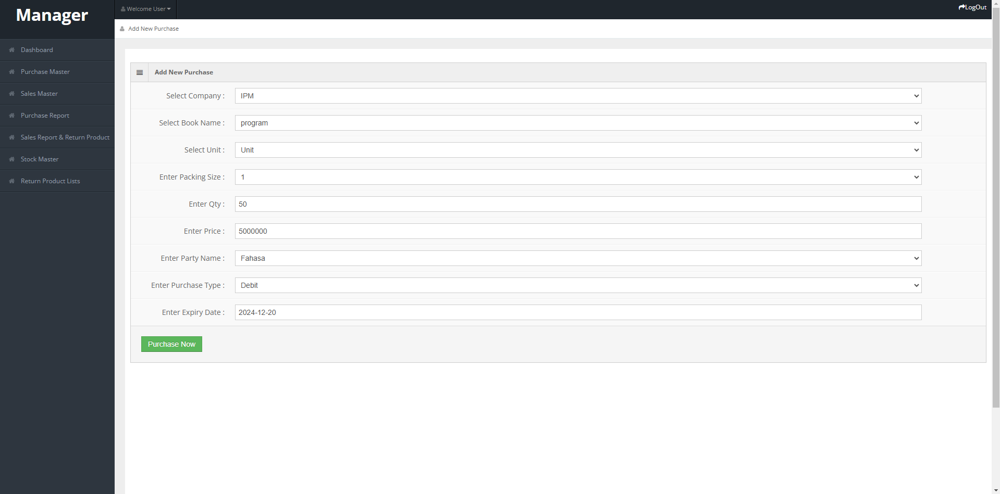 Manager
Welcome User
LogOut
Add New Purchase
Dashboard
Purchase Master
Sales Master
Purchase Report
Sales Report & Return Product
Stock Master
Return Product Lists
Add New Purchase
Select Company : IPM
Select Book Name : program
Select Unit : Unit
Enter Packing Size : 1
Enter Qty : 50
Enter Price : 5000000
Enter Party Name : Fahasa
Enter Purchase Type : Debit
Enter Expiry Date : 2024-12-20
Purchase Now